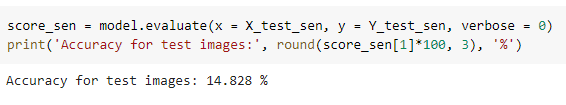 score_sen = model.evaluate(x = X_test_sen, y = Y_test_sen, verbose = 0)
print('Accuracy for test images:', round(score_sen[1]*100, 3), '%')
Accuracy for test images: 14.828 %